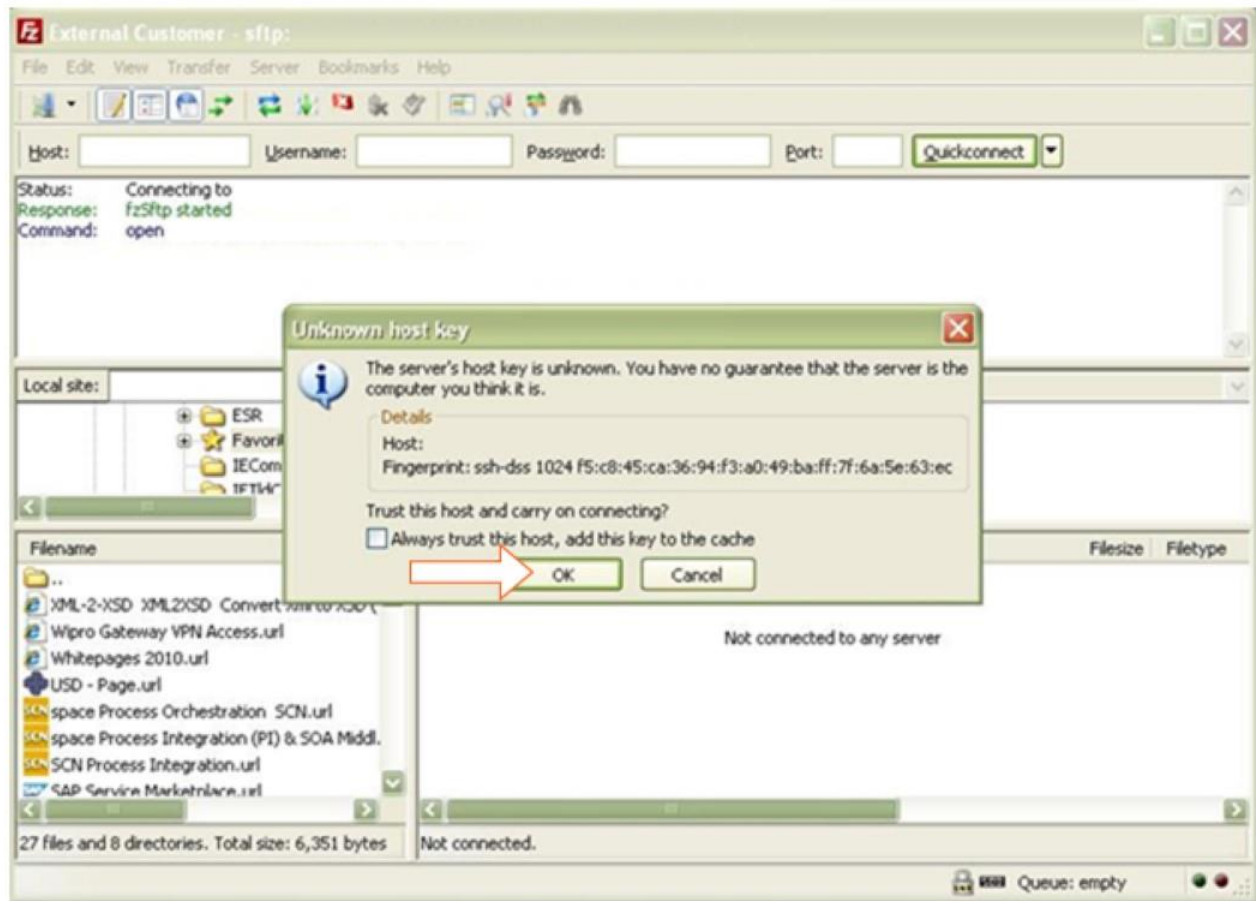 External Customer - sftp:
File Edit View Transfer Server Bookmarks Help
Host: Username: Password: Port: Quickconnect
Status: Connecting to
Response: fzSftp started
Command: open
Unknown host key
The server's host key is unknown. You have no guarantee that the server is the
computer you think it is.
Details
Host:
Fingerprint: ssh-dss 1024 f5:c8:45:ca:36:94:f3:a0:49:ba:ff:7f:6a:5e:63:ec
Trust this host and carry on connecting?
Always trust this host, add this key to the cache
OK Cancel
Local site:
ESR
Favori
IECom
Filename
Filesize Filetype
..
XML-2-XSD XML2XSD Convert
Wipro Gateway VPN Access.url
Whitepages 2010.url
USD - Page.url
space Process Orchestration SCN.url
space Process Integration (PI) & SOA Middl.
SCN Process Integration.url
SAP Service Marketplace.url
Not connected to any server
27 files and 8 directories. Total size: 6,351 bytes
Not connected.
Queue: empty